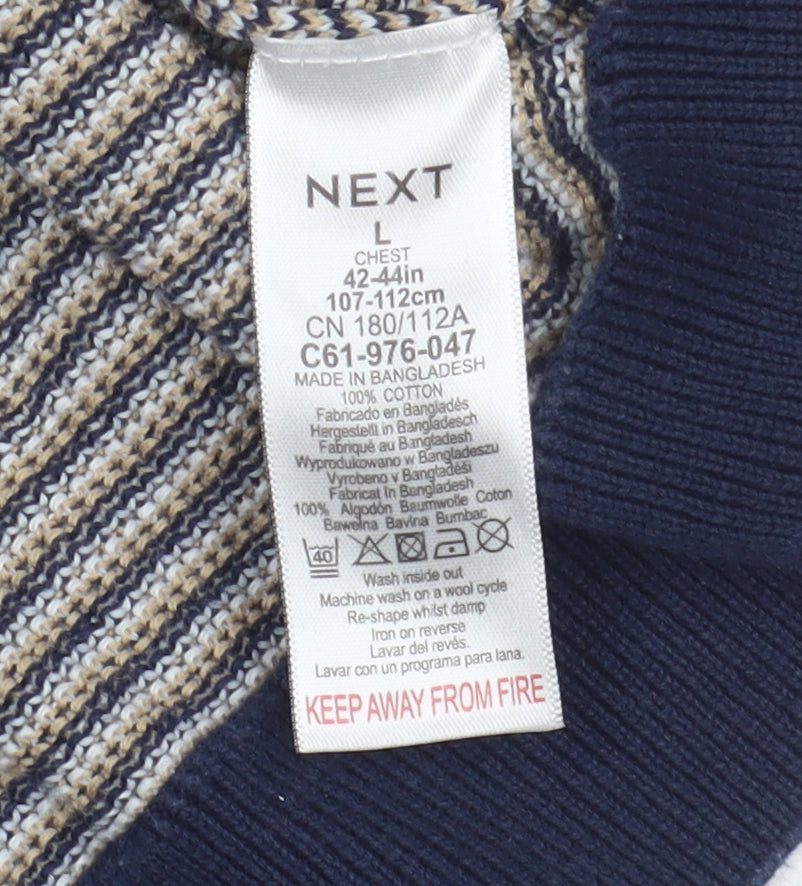 NEXT
L
CHEST
42-44in
107-112cm
CN 180/112A
C61-976-047
MADE IN BANGLADESH
100% COTTON
Fabricado en Bangladés
Hergestellt in Bangladesch
Fabriqué au Bangladesh
Wyprodukowano w Bangladeszu
Vyrobeno v Bangladéši
Fabricat în Bangladesh
100% Algodón Baumwolle Coton
Bawełna Bavlna Bumbac
40
Wash inside out
Machine wash on a wool cycle
Re-shape whilst damp
Iron on reverse
Lavar del revés.
Lavar con un programa para lana.
KEEP AWAY FROM FIRE